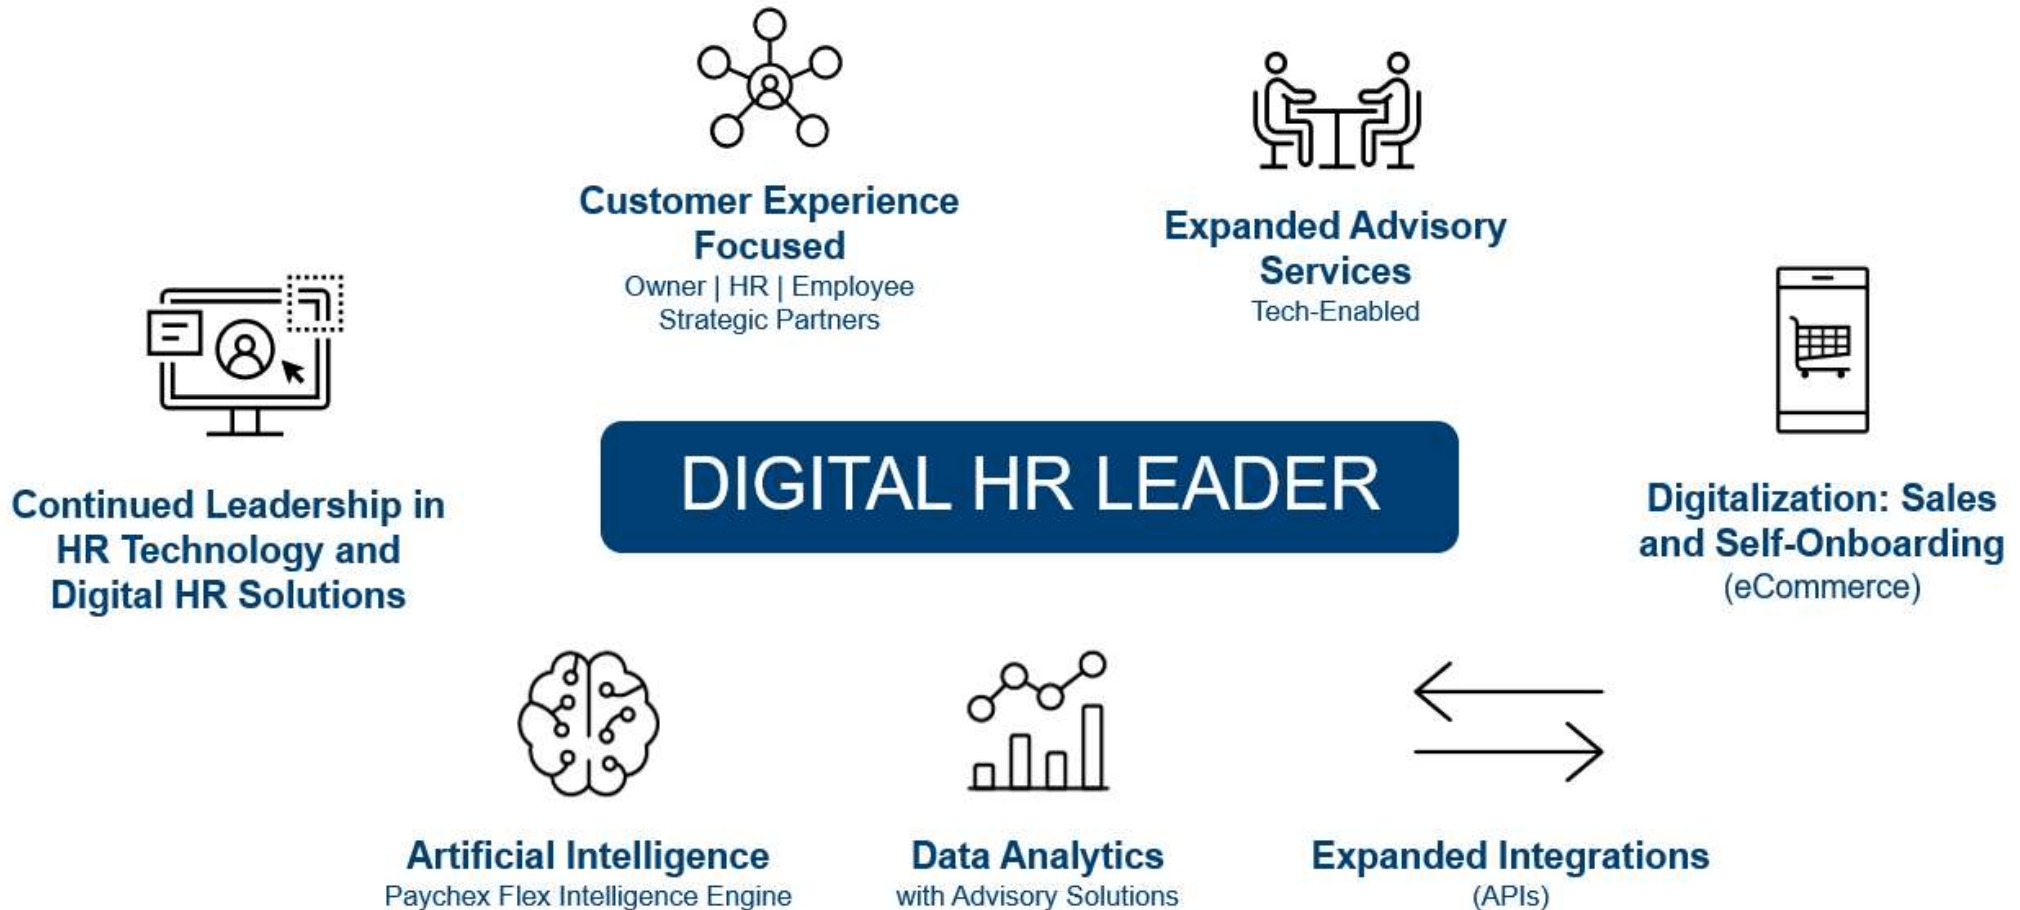 Customer Experience
Focused
Owner | HR | Employee
Strategic Partners
Expanded Advisory
Services
Tech-Enabled
Continued Leadership in
HR Technology and
Digital HR Solutions
DIGITAL HR LEADER
Digitalization: Sales
and Self-Onboarding
(eCommerce)
Artificial Intelligence
Paychex Flex Intelligence Engine
Data Analytics
with Advisory Solutions
Expanded Integrations
(APIs)